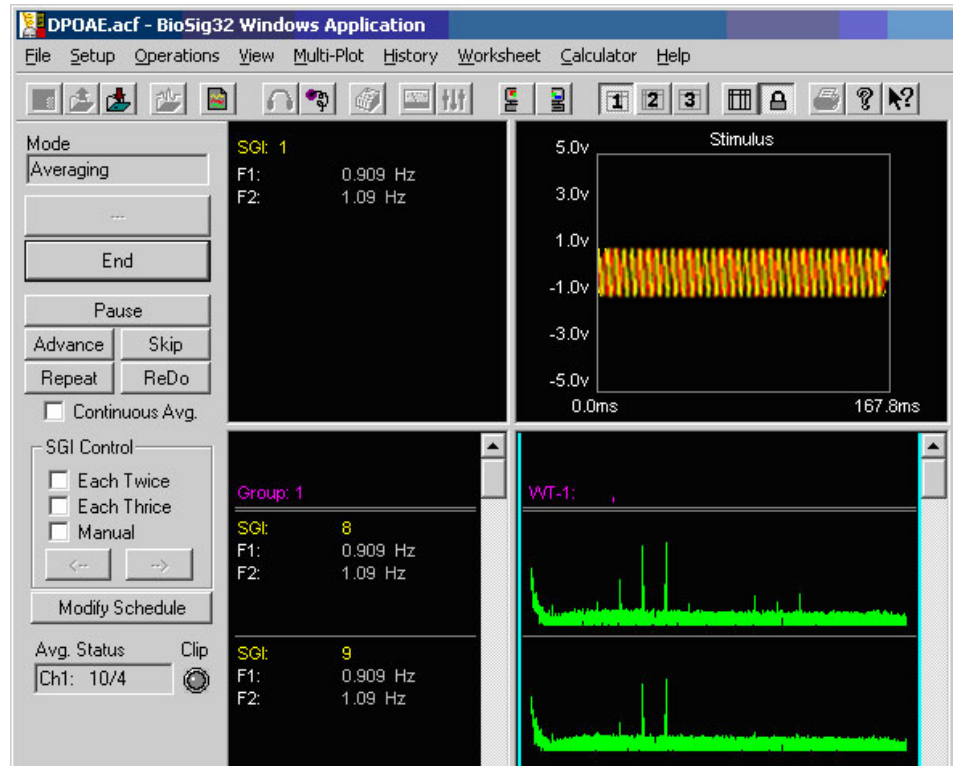 DPOAE.acf - BioSig32 Windows Application
File Setup Operations View Multi-Plot History Worksheet Calculator Help
1 2 3
Mode
Averaging
---
End
Pause
Advance Skip
Repeat ReDo
Continuous Avg.
SGI Control
Each Twice
Each Thrice
Manual
<-- -->
Modify Schedule
Avg. Status Clip
Ch1: 10/4
SGI: 1
F1: 0.909 Hz
F2: 1.09 Hz
Stimulus
5.0v
3.0v
1.0v
-1.0v
-3.0v
-5.0v
0.0ms 167.8ms
Group: 1
SGI: 8
F1: 0.909 Hz
F2: 1.09 Hz
SGI: 9
F1: 0.909 Hz
F2: 1.09 Hz
WT-1: ,